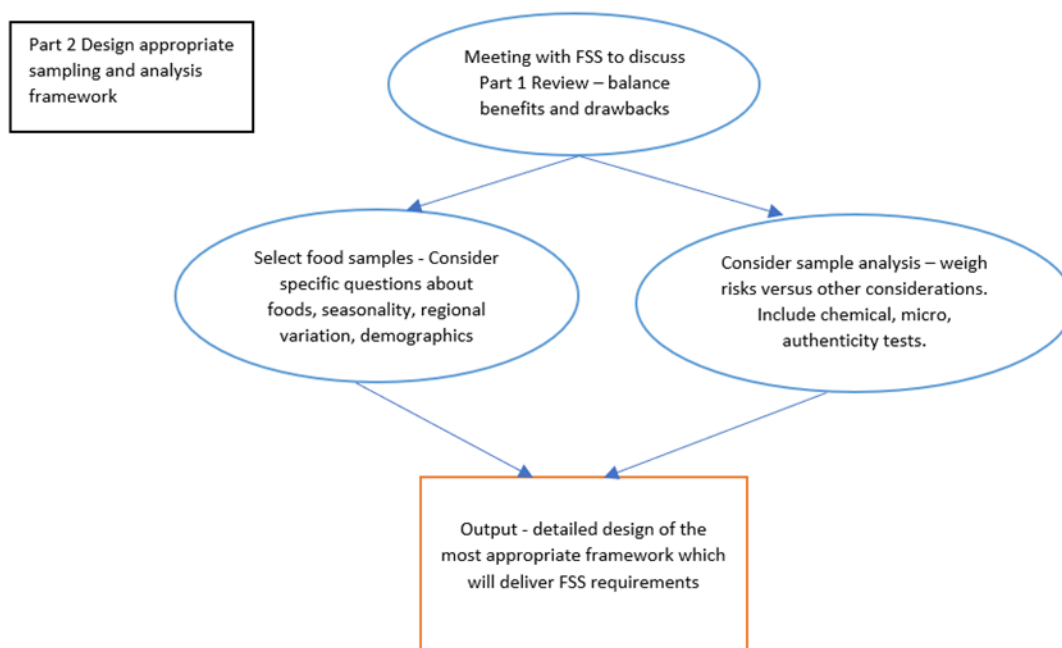 Part 2 Design appropriate
sampling and analysis
framework
Meeting with FSS to discuss
Part 1 Review – balance
benefits and drawbacks
Select food samples - Consider
specific questions about
foods, seasonality, regional
variation, demographics
Consider sample analysis – weigh
risks versus other considerations.
Include chemical, micro,
authenticity tests.
Output - detailed design of the
most appropriate framework which
will deliver FSS requirements